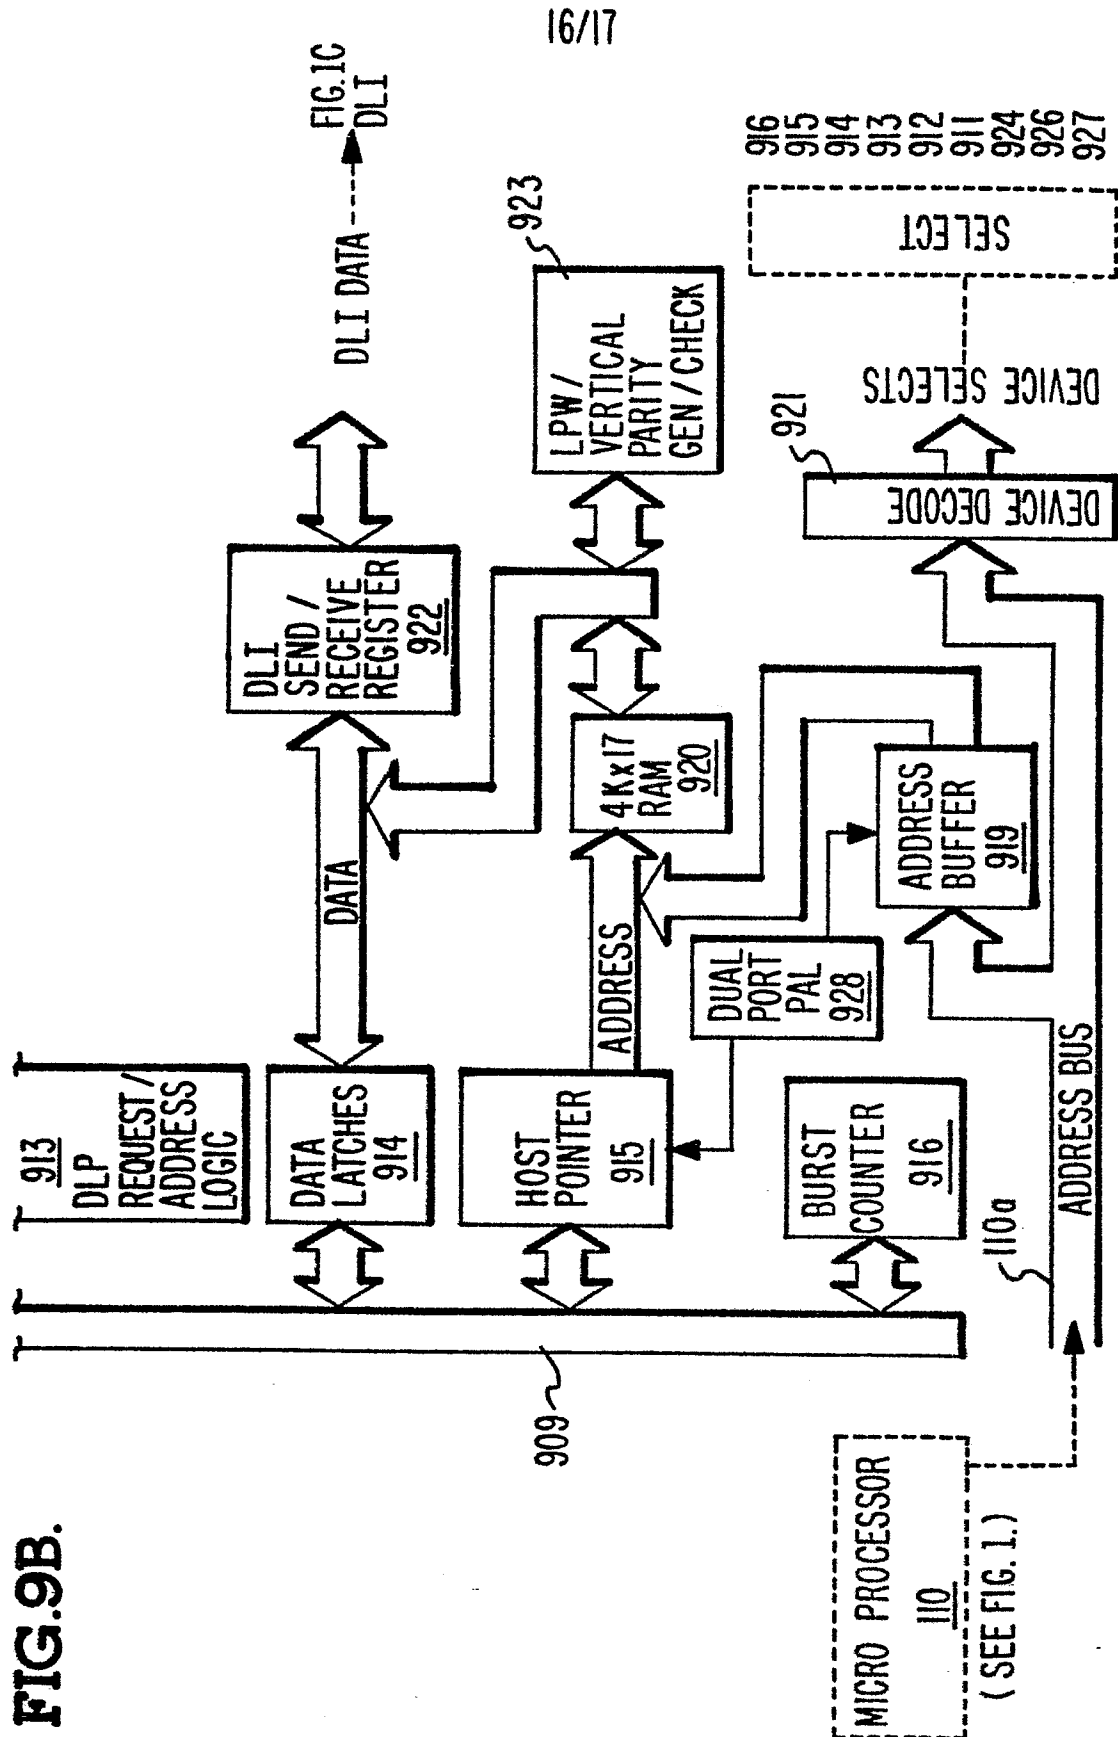 FIG.9B.
16/17
913
DLP
REQUEST/
ADDRESS
LOGIC
DATA
LATCHES
914
DATA
DLI
SEND/
RECEIVE
REGISTER
922
DLI DATA
FIG.1C
DLI
HOST
POINTER
915
ADDRESS
4Kx17
RAM
920
LPW/
VERTICAL
PARITY
GEN/CHECK
923
909
DUAL
PORT
PAL
928
BURST
COUNTER
916
ADDRESS
BUFFER
919
DEVICE DECODE
921
DEVICE SELECTS
SELECT
916
915
914
913
912
911
924
926
927
110a
ADDRESS BUS
MICRO PROCESSOR
110
(SEE FIG. 1.)